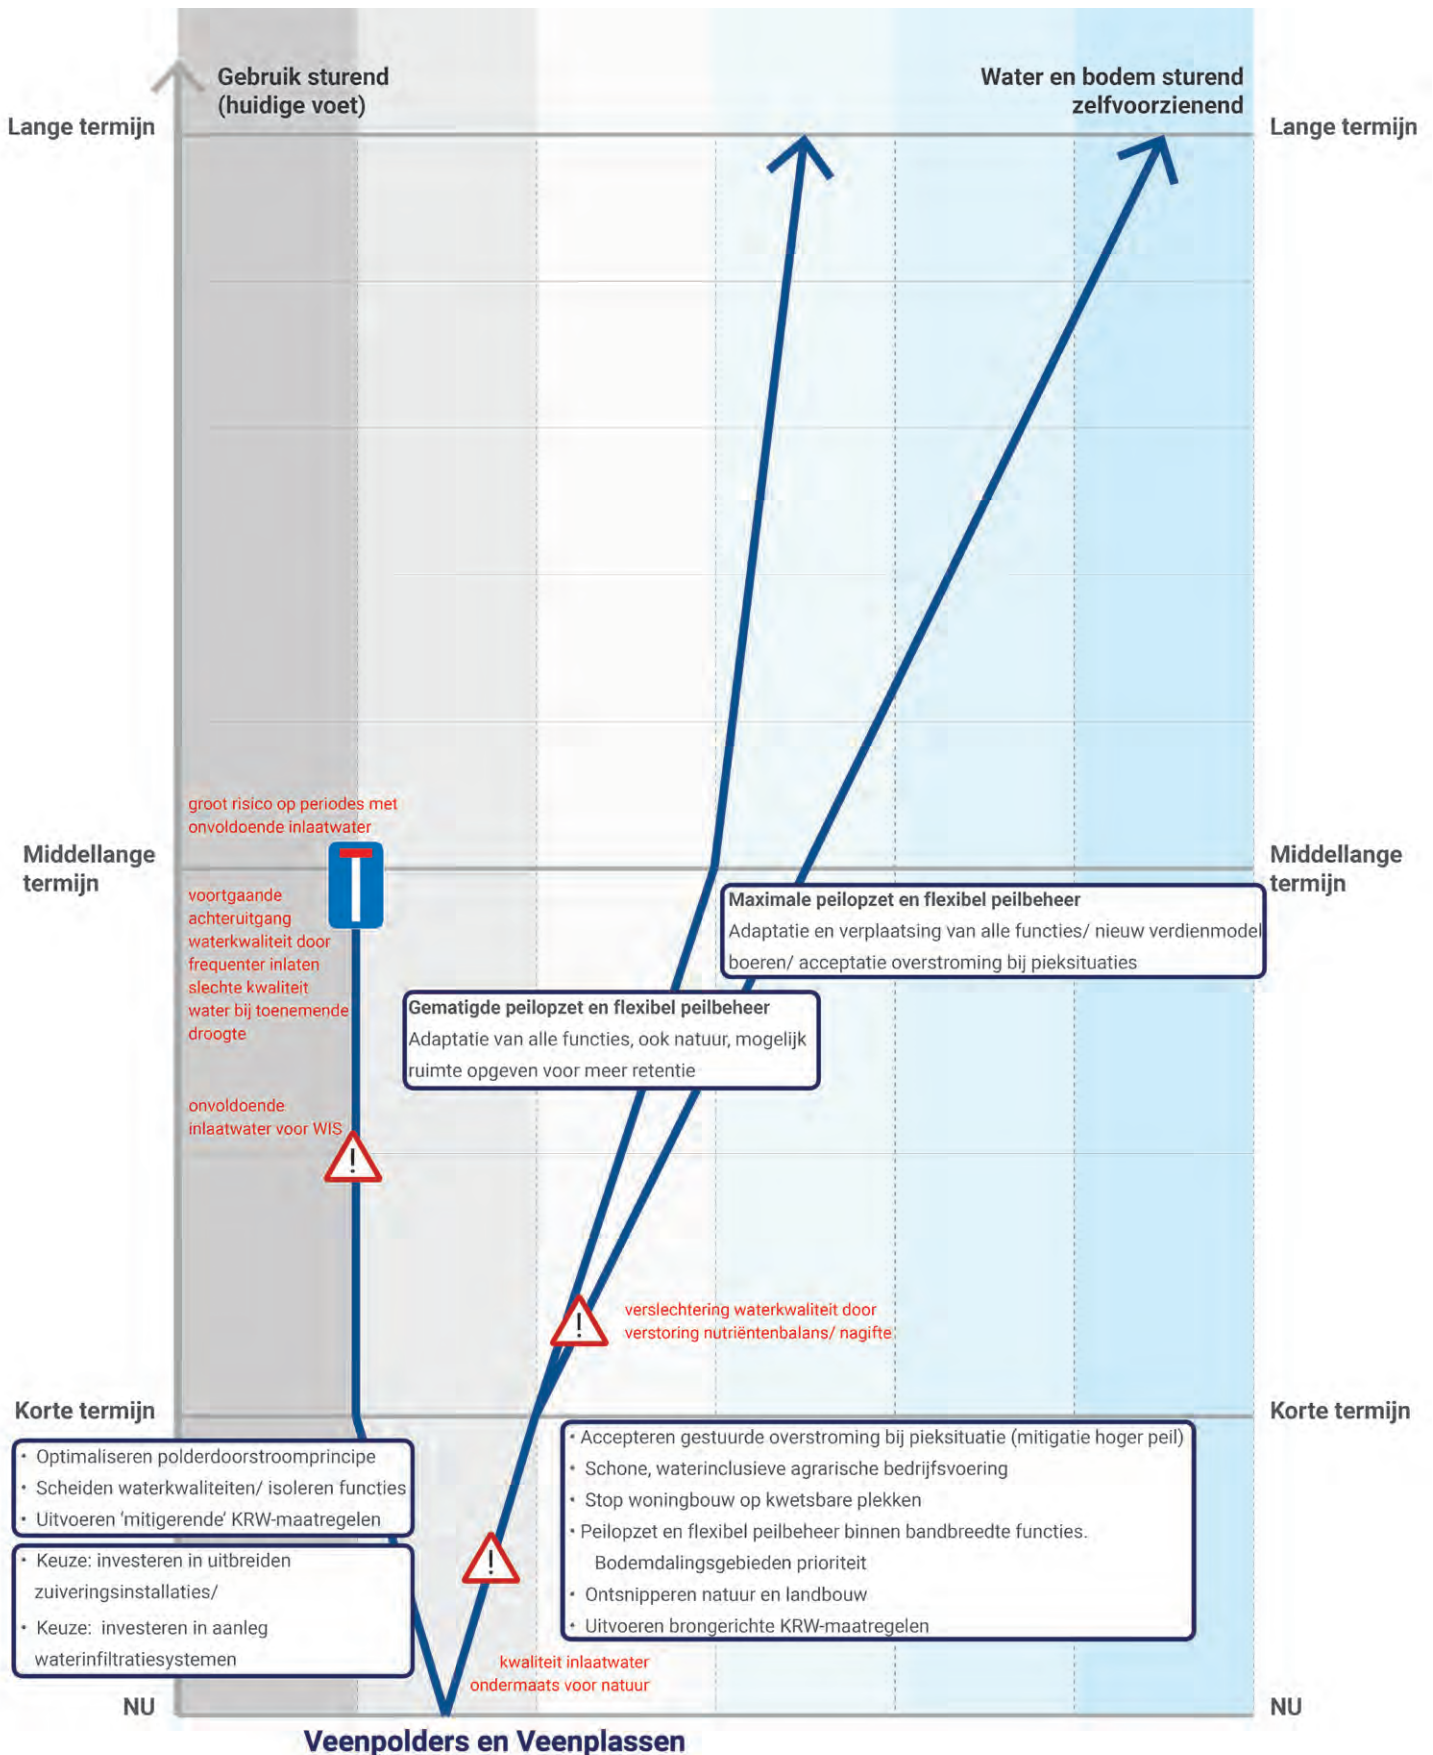 Gebruik sturend
(huidige voet)
Water en bodem sturend
zelfvoorzienend
Lange termijn
Lange termijn
groot risico op periodes met
onvoldoende inlaatwater
Middellange
termijn
Middellange
termijn
voortgaande
achteruitgang
waterkwaliteit door
frequenter inlaten
slechte kwaliteit
water bij toenemende
droogte
Maximale peilopzet en flexibel peilbeheer
Adaptatie en verplaatsing van alle functies/ nieuw verdienmodel
boeren/ acceptatie overstroming bij pieksituaties
Gematigde peilopzet en flexibel peilbeheer
Adaptatie van alle functies, ook natuur, mogelijk
ruimte opgeven voor meer retentie
onvoldoende
inlaatwater voor WIS
!
verslechtering waterkwaliteit door
verstoring nutriëntenbalans/ nagifte
!
Korte termijn
Korte termijn
• Optimaliseren polderdoorstroomprincipe
• Scheiden waterkwaliteiten/ isoleren functies
• Uitvoeren 'mitigerende' KRW-maatregelen
• Keuze: investeren in uitbreiden
zuiveringsinstallaties/
• Keuze: investeren in aanleg
waterinfiltratiesystemen
• Accepteren gestuurde overstroming bij pieksituatie (mitigatie hoger peil)
• Schone, waterinclusieve agrarische bedrijfsvoering
• Stop woningbouw op kwetsbare plekken
• Peilopzet en flexibel peilbeheer binnen bandbreedte functies.
Bodemdalingsgebieden prioriteit
• Ontsnipperen natuur en landbouw
• Uitvoeren brongerichte KRW-maatregelen
!
kwaliteit inlaatwater
ondermaats voor natuur
NU
NU
Veenpolders en Veenplassen